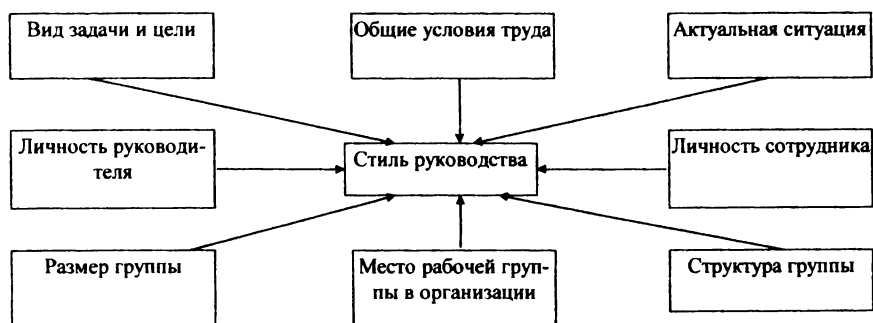 Вид задачи и цели
Общие условия труда
Актуальная ситуация
Личность руководи-
теля
Стиль руководства
Личность сотрудника
Размер группы
Место рабочей груп-
пы в организации
Структура группы